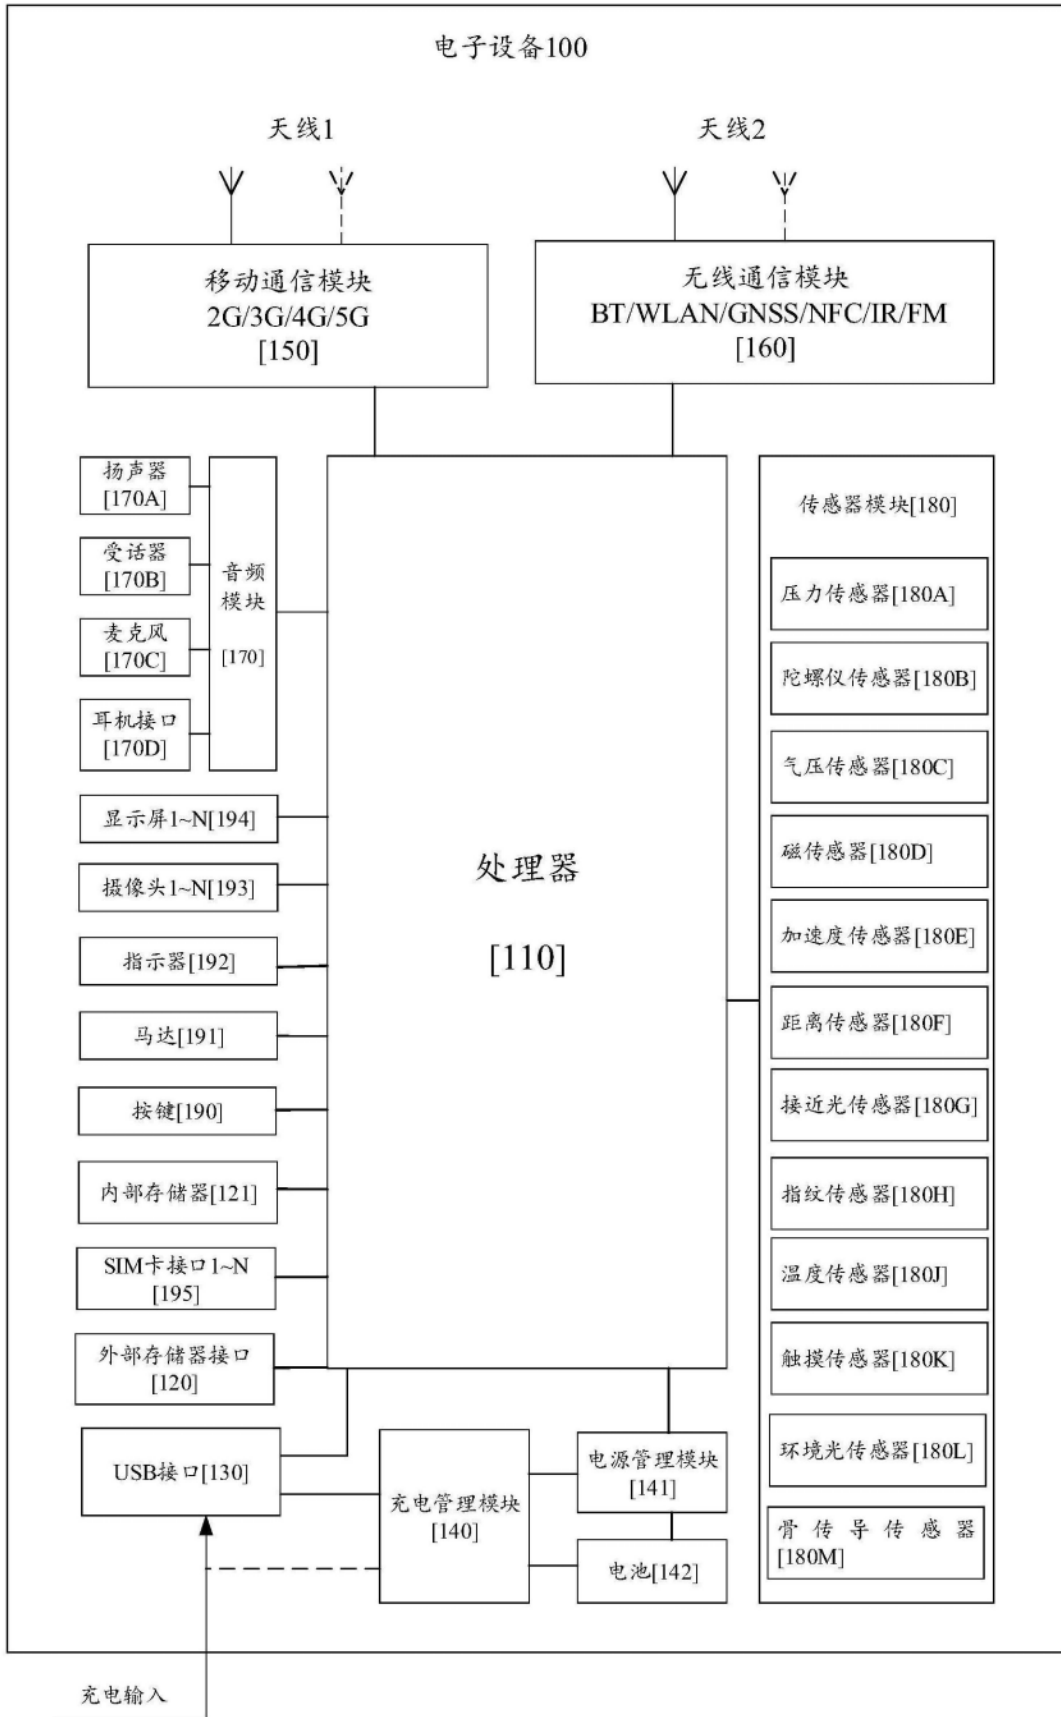 电子设备100
天线1
天线2
移动通信模块
2G/3G/4G/5G
[150]
无线通信模块
BT/WLAN/GNSS/NFC/IR/FM
[160]
扬声器
[170A]
受话器
[170B]
麦克风
[170C]
耳机接口
[170D]
音频
模块
[170]
显示屏1~N[194]
摄像头1~N[193]
指示器[192]
马达[191]
按键[190]
内部存储器[121]
SIM卡接口1~N
[195]
外部存储器接口
[120]
USB接口[130]
处理器
[110]
充电管理模块
[140]
电源管理模块
[141]
电池[142]
传感器模块[180]
压力传感器[180A]
陀螺仪传感器[180B]
气压传感器[180C]
磁传感器[180D]
加速度传感器[180E]
距离传感器[180F]
接近光传感器[180G]
指纹传感器[180H]
温度传感器[180J]
触摸传感器[180K]
环境光传感器[180L]
骨传导传感器
[180M]
充电输入